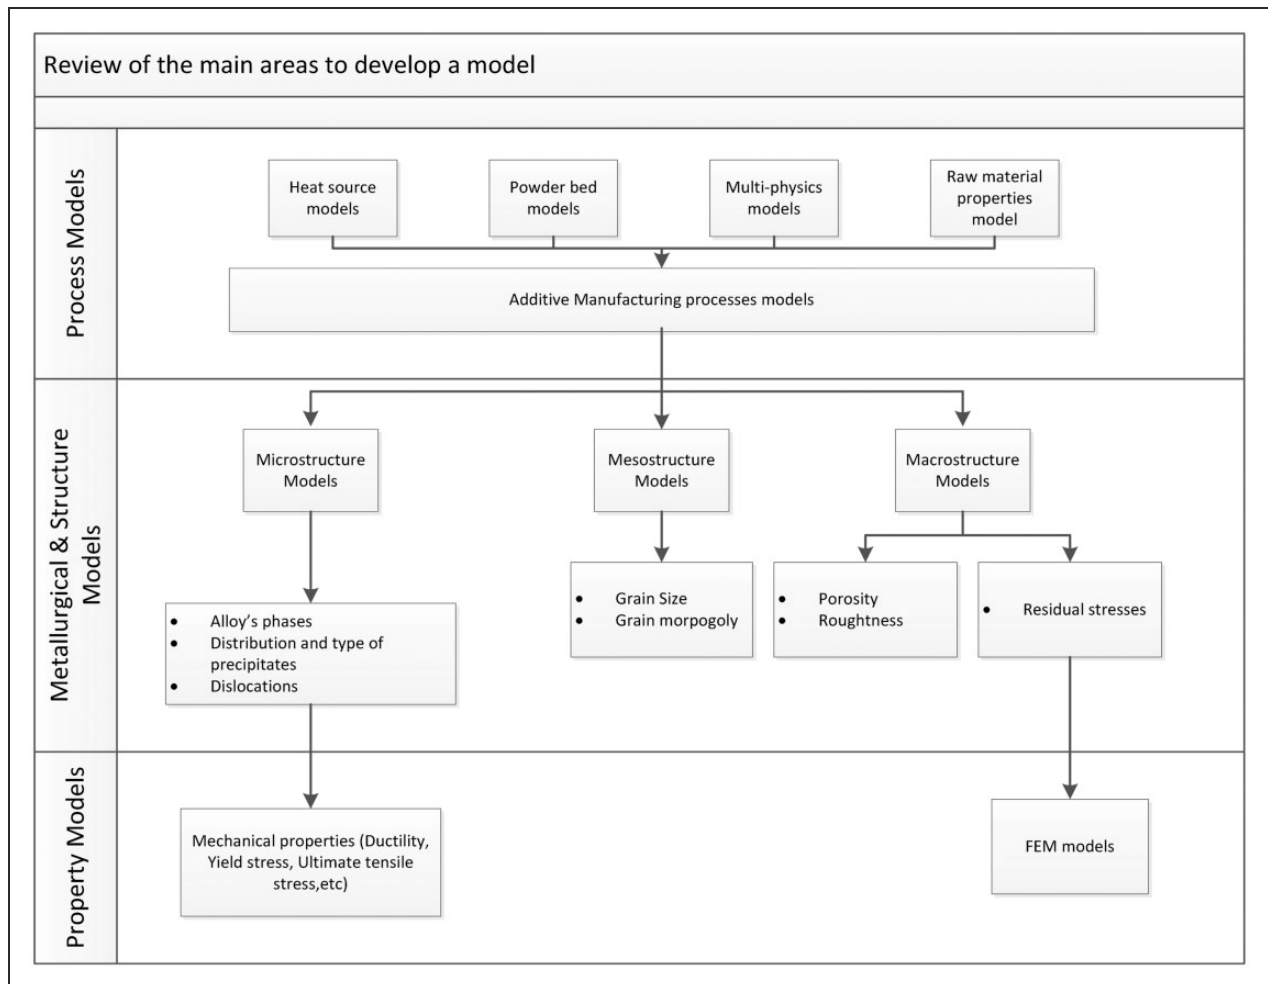 Review of the main areas to develop a model
Process Models
Heat source
models
Powder bed
models
Multi-physics
models
Raw material
properties
model
Additive Manufacturing processes models
Metallurgical & Structure
Models
Microstructure
Models
Mesostructure
Models
Macrostructure
Models
• Alloy's phases
• Distribution and type of
precipitates
• Dislocations
• Grain Size
• Grain morpogoly
• Porosity
• Roughtness
• Residual stresses
Property Models
Mechanical properties (Ductility,
Yield stress, Ultimate tensile
stress,etc)
FEM models